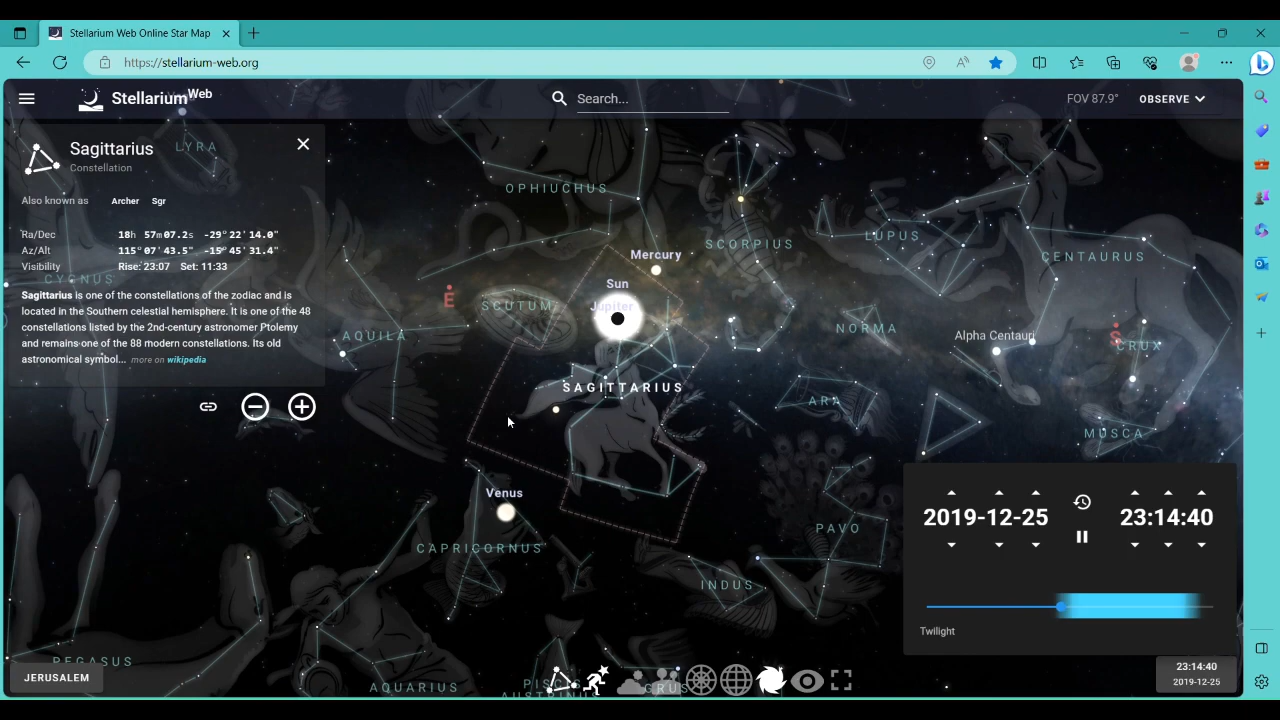 Stellarium Web Online Star Map
https://stellarium-web.org
StellariumWeb
Search...
FOV 87.9°
OBSERVE
Sagittarius
Constellation
Also known as Archer Sgr
Ra/Dec 18h 57m07.2s -29°22'14.0"
Az/Alt 115°07'43.5" -15°45'31.4"
Visibility Rise: 23:07 Set: 11:33
Sagittarius is one of the constellations of the zodiac and is
located in the Southern celestial hemisphere. It is one of the 48
constellations listed by the 2nd-century astronomer Ptolemy
and remains one of the 88 modern constellations. Its old
astronomical symbol... more on wikipedia
LYRA
CYGNUS
OPHIUCHUS
SCORPIUS
LUPUS
CENTAURUS
Mercury
Sun
Jupiter
E
SCUTUM
AQUILA
NORMA
Alpha Centauri
S
CRUX
SAGITTARIUS
ARA
MUSCA
Venus
CAPRICORNUS
PAVO
INDUS
2019-12-25
23:14:40
Twilight
PEGASUS
JERUSALEM
AQUARIUS
PISCIS
AUSTRINUS
GRUS
23:14:40
2019-12-25